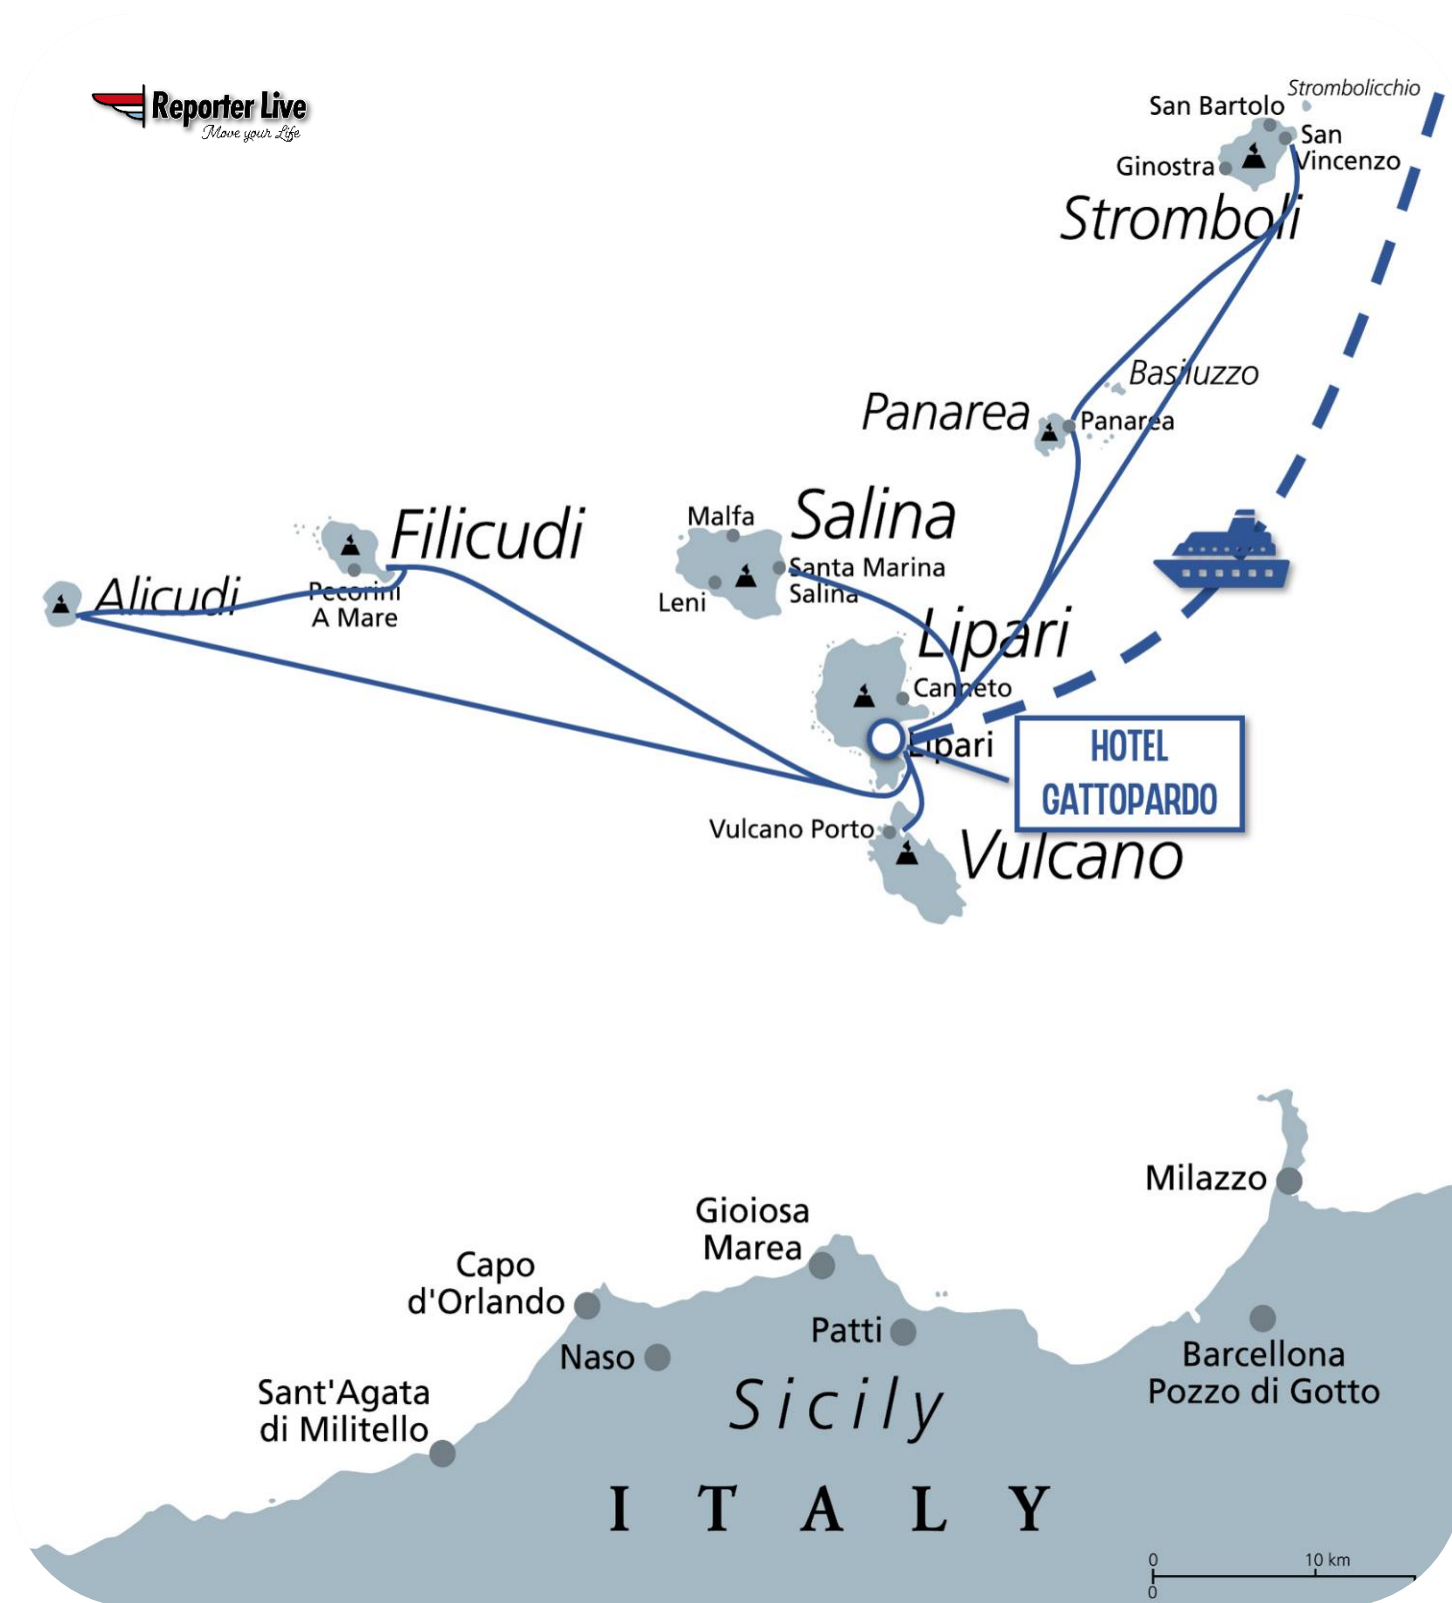 Reporter Live
Move your Life
Strombolicchio
San Bartolo
San
Vincenzo
Ginostra
Stromboli
Basiluzzo
Panarea
Panarea
Salina
Malfa
Santa Marina
Salina
Leni
Filicudi
Pecorini
A Mare
Alicudi
Lipari
Canneto
Lipari
HOTEL
GATTOPARDO
Vulcano Porto
Vulcano
Milazzo
Gioiosa
Marea
Capo
d'Orlando
Patti
Naso
Barcellona
Pozzo di Gotto
Sant'Agata
di Militello
Sicily
ITALY
0
10 km
0